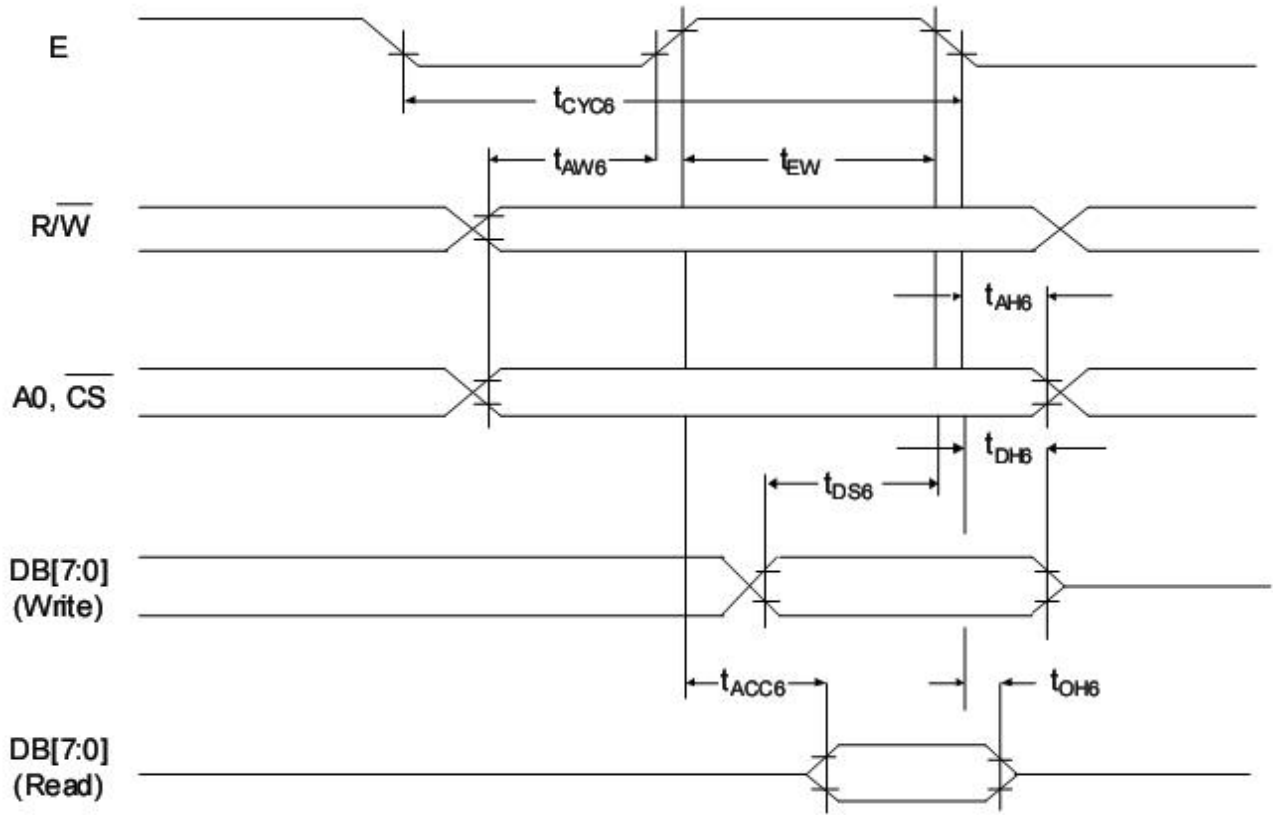 E
tCYC6
tAW6
tEW
R/W
tAH6
A0, CS
tDH6
tDS6
DB[7:0]
(Write)
tACC6
tOH6
DB[7:0]
(Read)